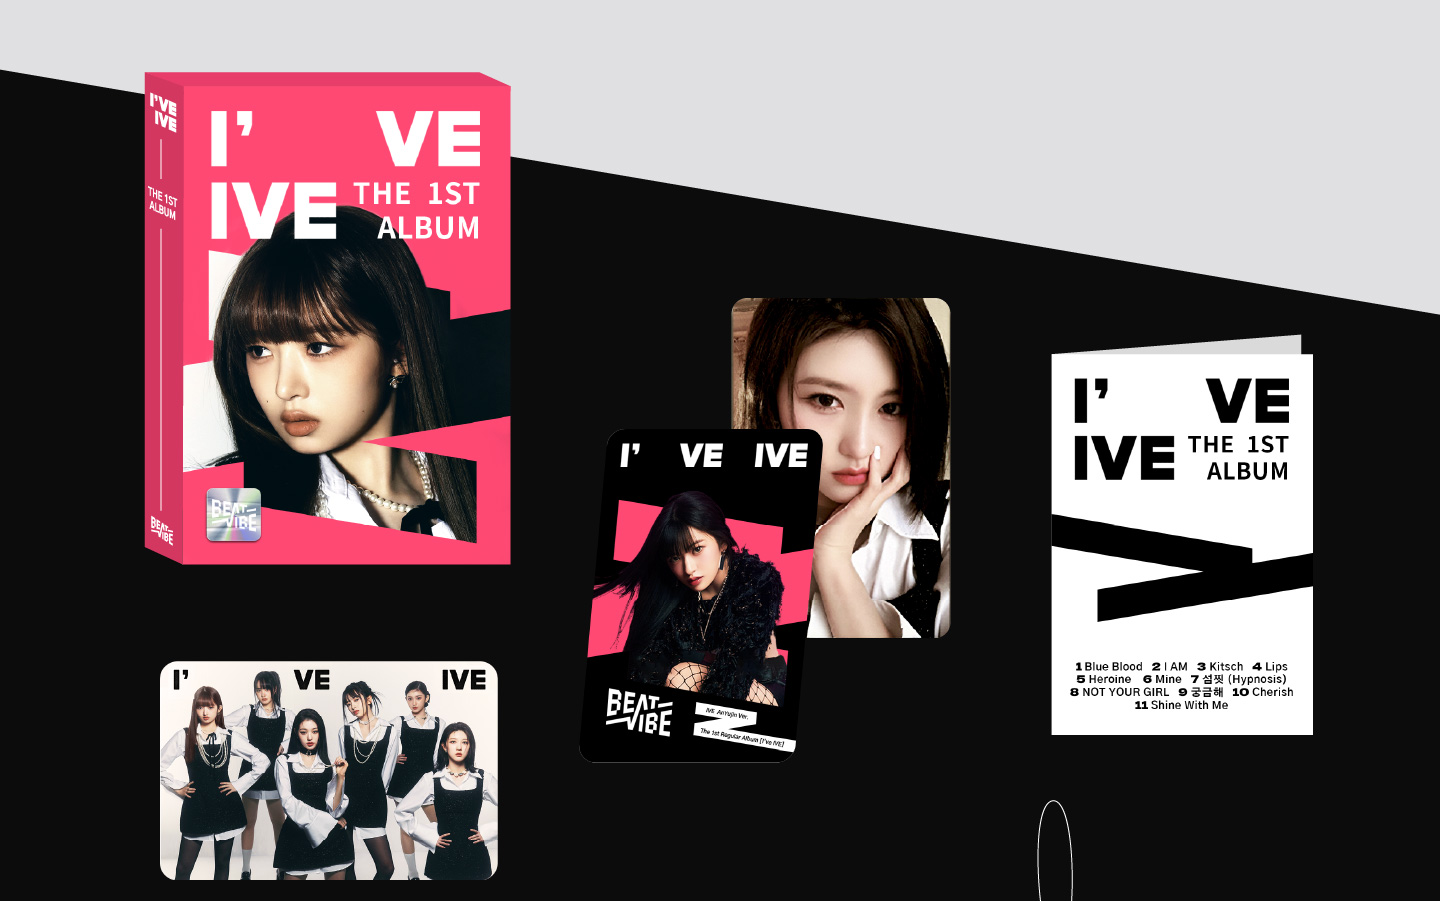 I'VE
IVE
THE 1ST
ALBUM
BEAT-
VIBE
I' VE
IVE THE 1ST
ALBUM
BEAT-
VIBE
I' VE IVE
I' VE IVE
BEAT-
VIBE
IVE AnYujin Ver.
The 1st Regular Album [I've IVE]
I' VE
IVE THE 1ST
ALBUM
1 Blue Blood 2 I AM 3 Kitsch 4 Lips
5 Heroine 6 Mine 7 섬찟 (Hypnosis)
8 NOT YOUR GIRL 9 궁금해 10 Cherish
11 Shine With Me